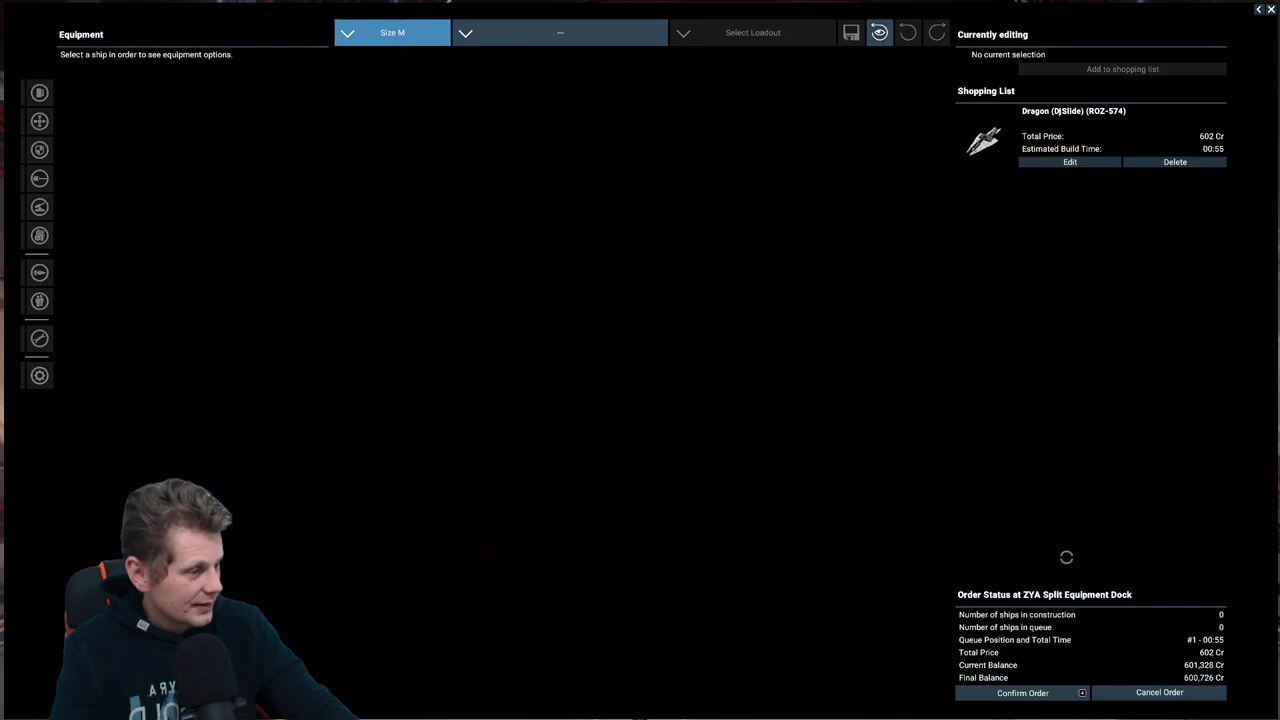 Equipment
Select a ship in order to see equipment options.
Size M
---
Select Loadout
Currently editing
No current selection
Add to shopping list
Shopping List
Dragon (DjSlide) (ROZ-574)
Total Price: 602 Cr
Estimated Build Time: 00:55
Edit
Delete
Order Status at ZYA Split Equipment Dock
Number of ships in construction 0
Number of ships in queue 0
Queue Position and Total Time #1 - 00:55
Total Price 602 Cr
Current Balance 601,328 Cr
Final Balance 600,726 Cr
Confirm Order
Cancel Order